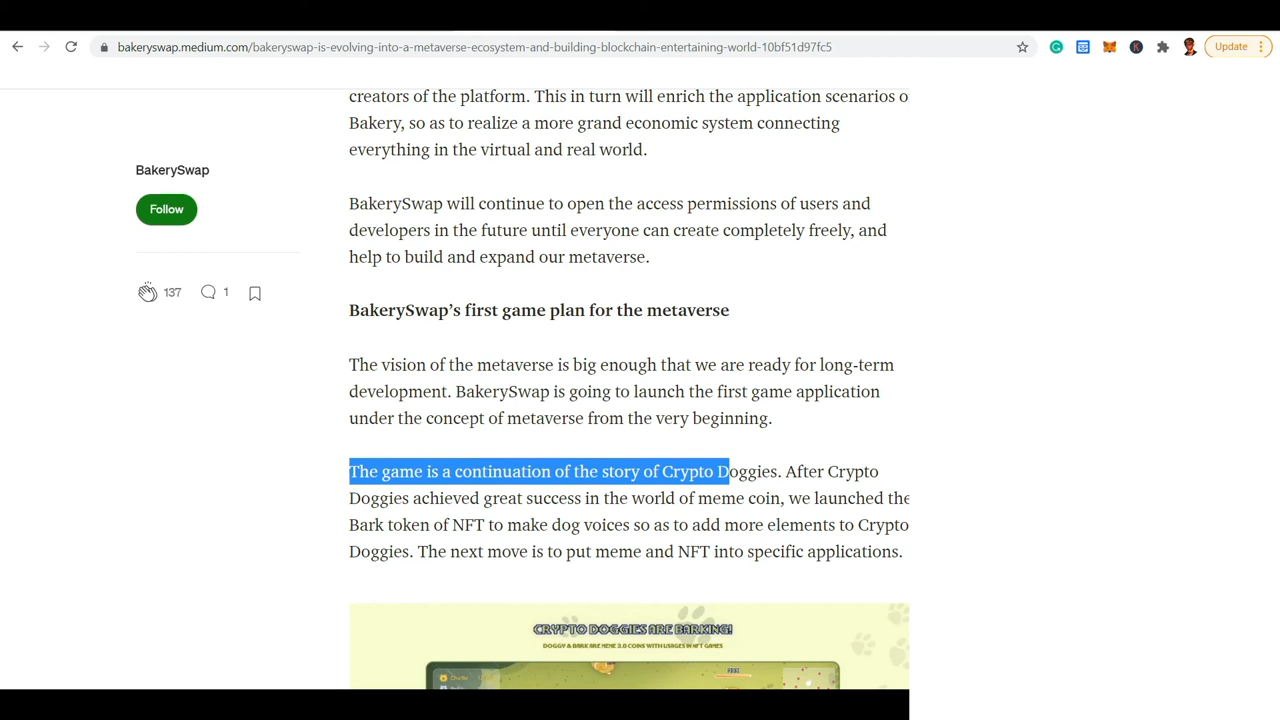 bakeryswap.medium.com/bakeryswap-is-evolving-into-a-metaverse-ecosystem-and-building-blockchain-entertaining-world-10bf51d97fc5
Update
creators of the platform. This in turn will enrich the application scenarios o
Bakery, so as to realize a more grand economic system connecting
everything in the virtual and real world.
BakerySwap
Follow
137
1
BakerySwap will continue to open the access permissions of users and
developers in the future until everyone can create completely freely, and
help to build and expand our metaverse.
BakerySwap’s first game plan for the metaverse
The vision of the metaverse is big enough that we are ready for long-term
development. BakerySwap is going to launch the first game application
under the concept of metaverse from the very beginning.
The game is a continuation of the story of Crypto Doggies. After Crypto
Doggies achieved great success in the world of meme coin, we launched the
Bark token of NFT to make dog voices so as to add more elements to Crypto
Doggies. The next move is to put meme and NFT into specific applications.
CRYPTO DOGGIES ARE BARKING!
DOGGY & BARK ARE MEME 3.0 COINS WITH USAGES IN NFT GAMES